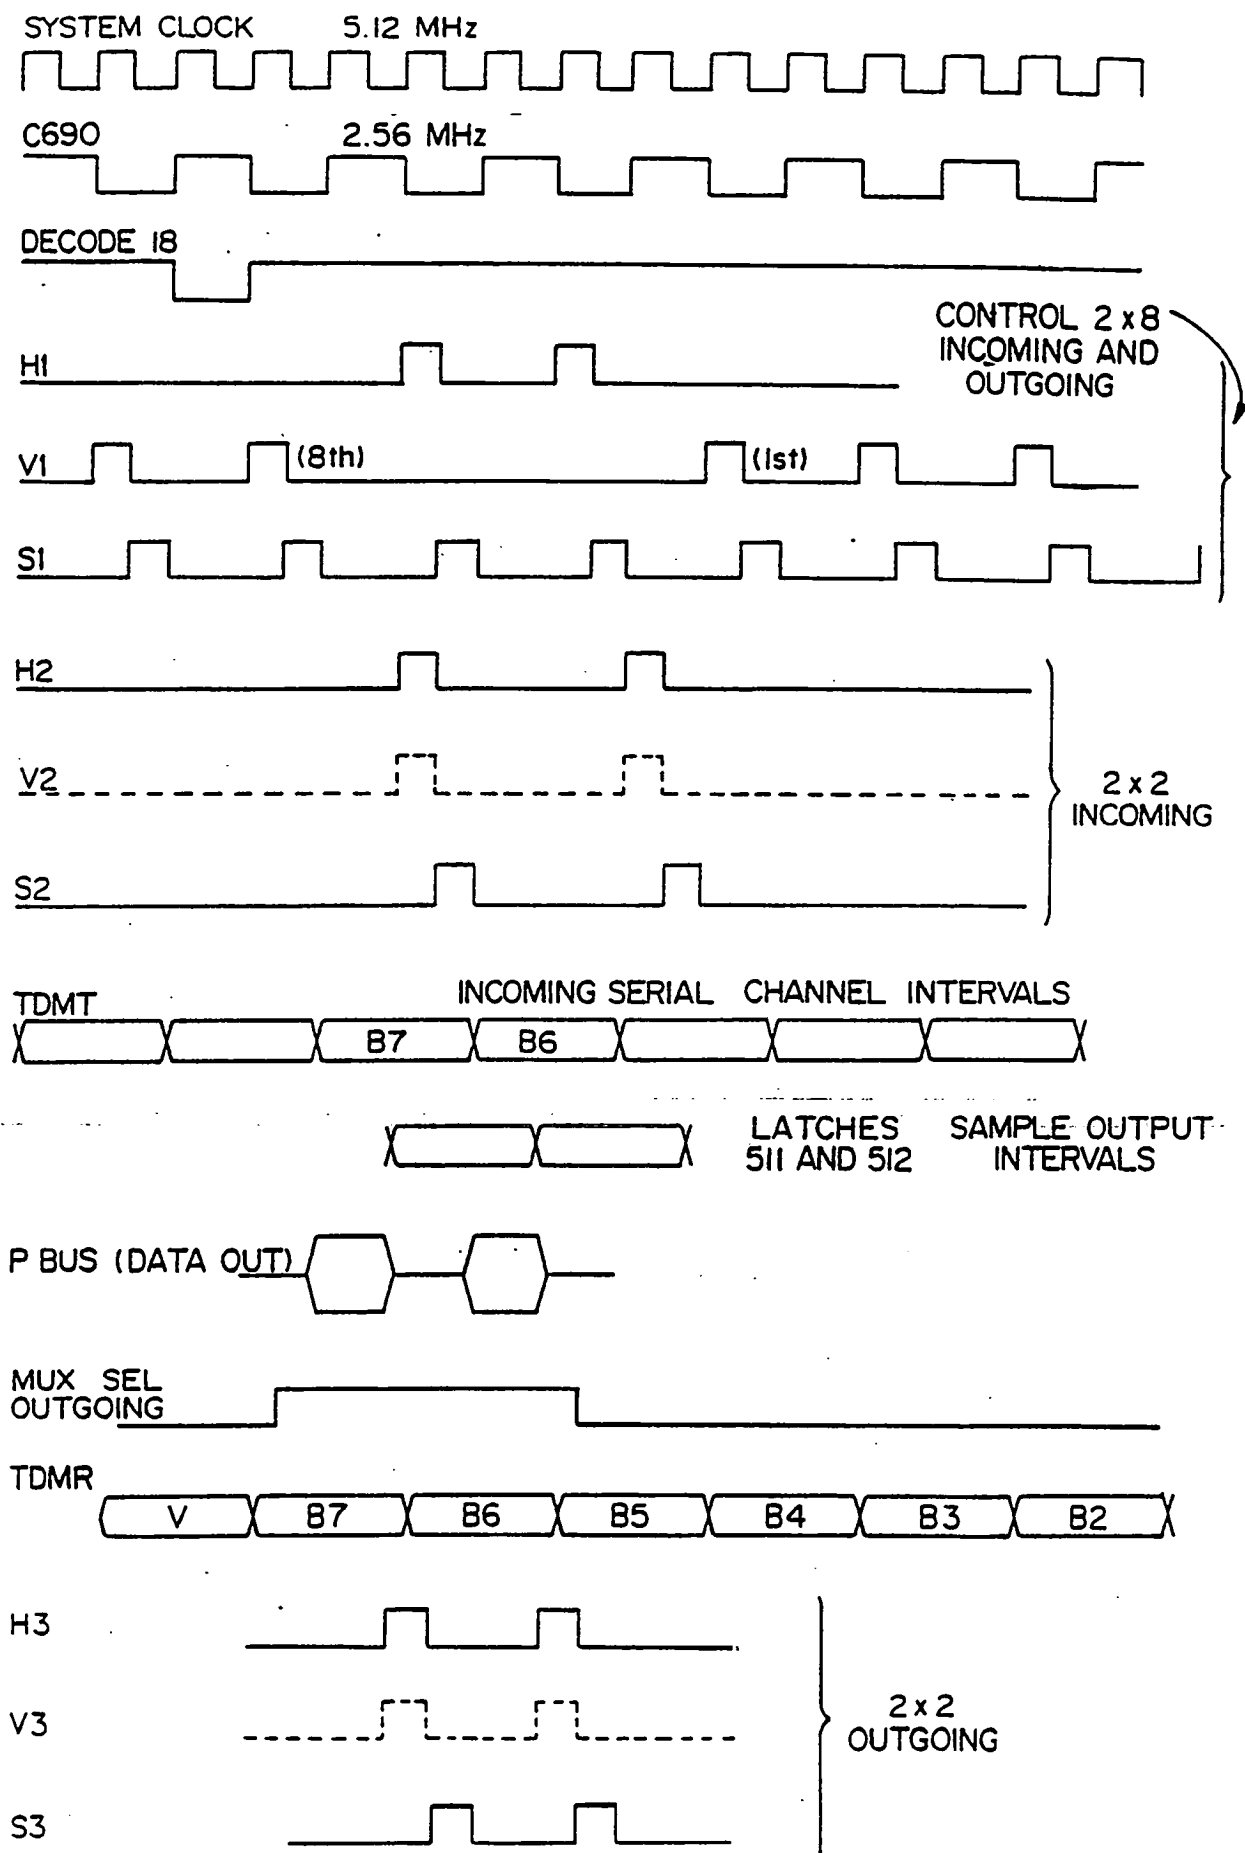 SYSTEM CLOCK 5.12 MHz
C690 2.56 MHz
DECODE 18
CONTROL 2 x 8
INCOMING AND
OUTGOING
H1
V1 (8th) (1st)
S1
H2
V2
2 x 2
INCOMING
S2
INCOMING SERIAL CHANNEL INTERVALS
TDMT
B7 B6
LATCHES SAMPLE OUTPUT
511 AND 512 INTERVALS
P BUS (DATA OUT)
MUX SEL
OUTGOING
TDMR
V B7 B6 B5 B4 B3 B2
H3
V3
2 x 2
OUTGOING
S3